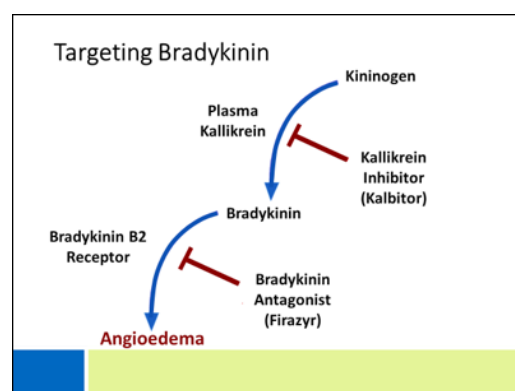 Targeting Bradykinin
Kininogen
Plasma
Kallikrein
Kallikrein
Inhibitor
(Kalbitor)
Bradykinin
Bradykinin B2
Receptor
Bradykinin
Antagonist
(Firazyr)
Angioedema